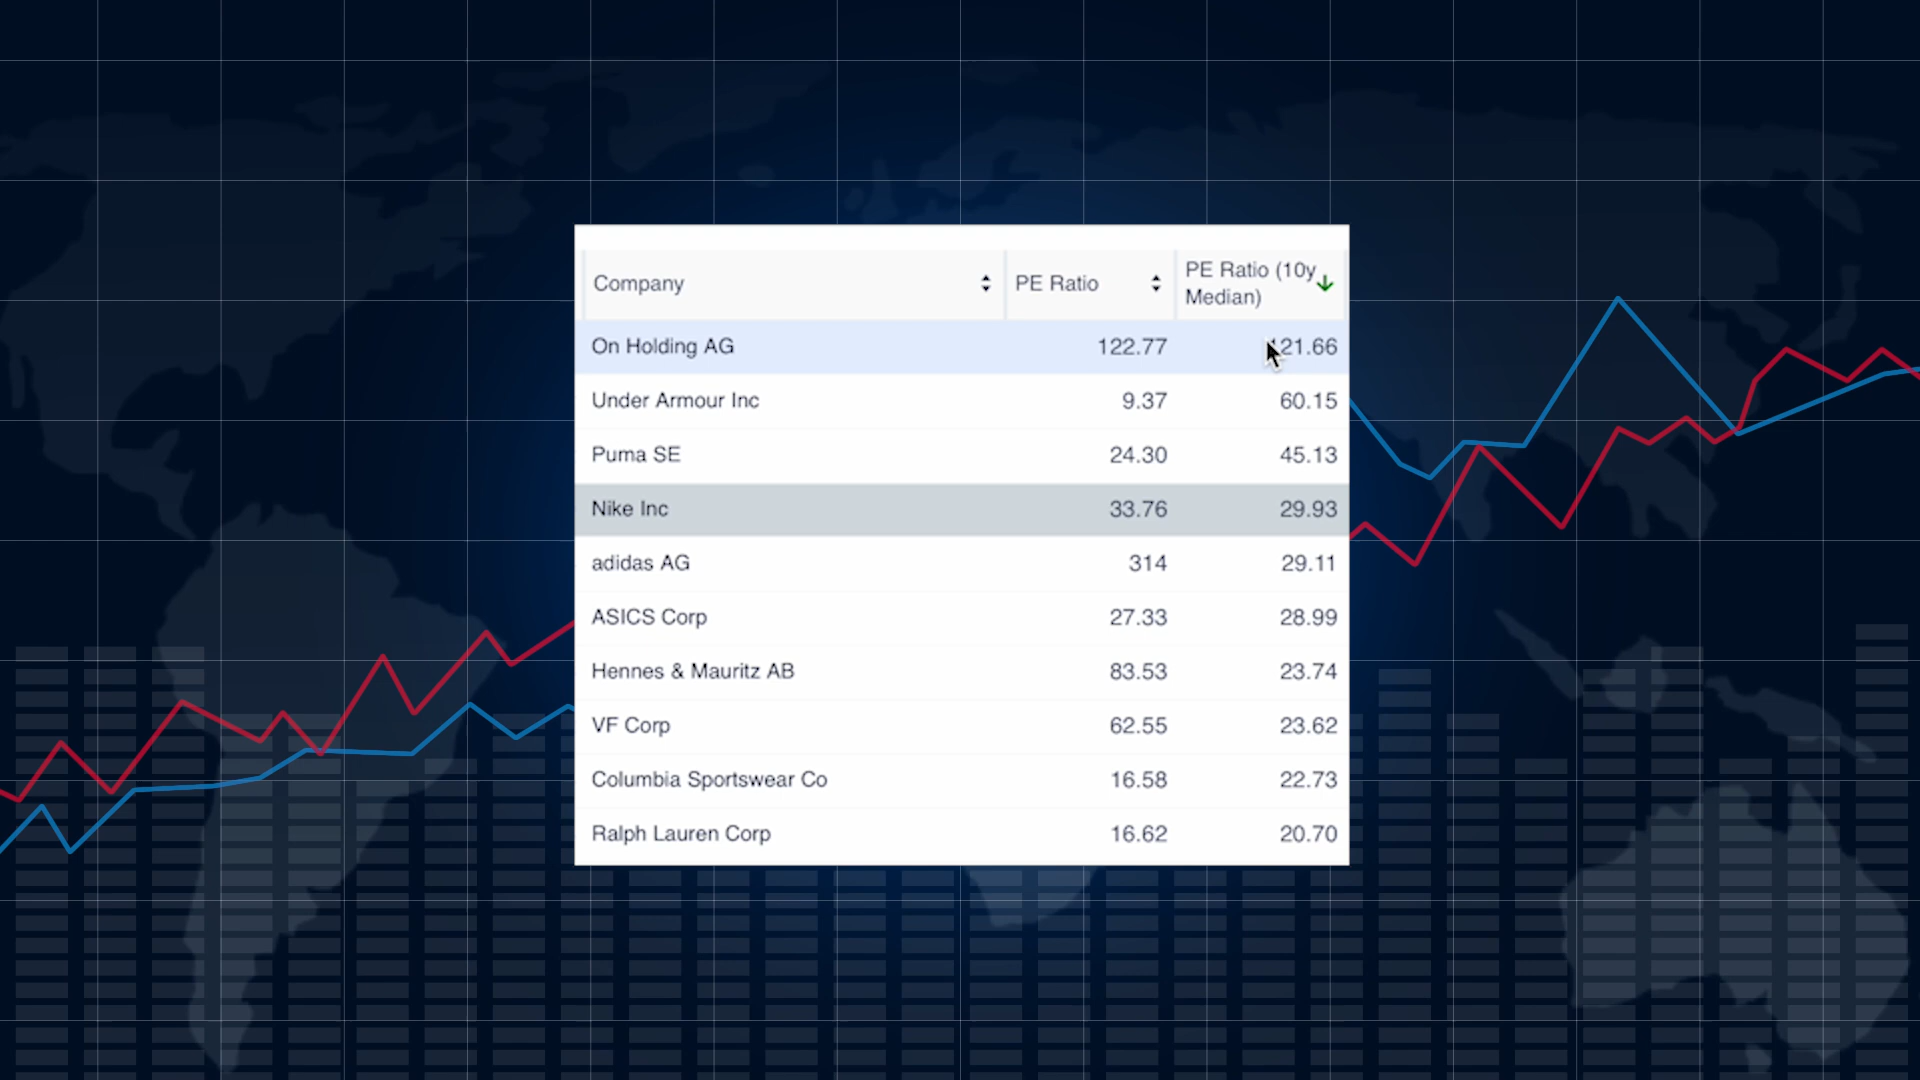 Company PE Ratio PE Ratio (10y
Median)
On Holding AG 122.77 121.66
Under Armour Inc 9.37 60.15
Puma SE 24.30 45.13
Nike Inc 33.76 29.93
adidas AG 314 29.11
ASICS Corp 27.33 28.99
Hennes & Mauritz AB 83.53 23.74
VF Corp 62.55 23.62
Columbia Sportswear Co 16.58 22.73
Ralph Lauren Corp 16.62 20.70